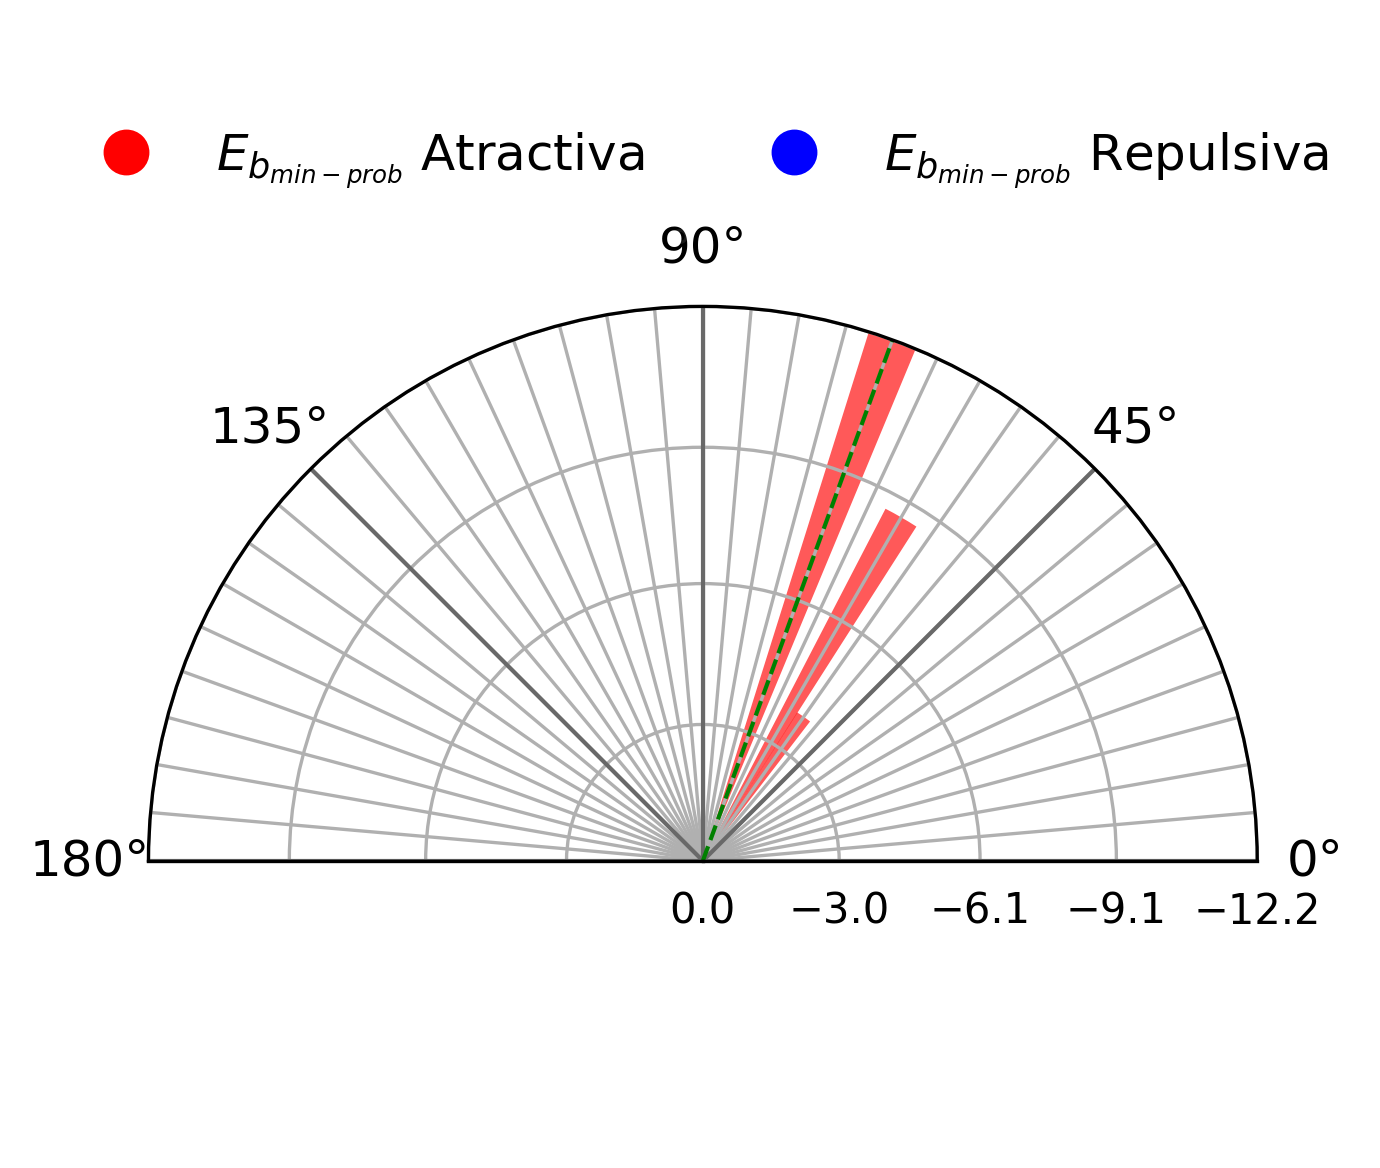 E_{b_{min-prob}} Atractiva E_{b_{min-prob}} Repulsiva
90°
135° 45°
180° 0°
0.0 −3.0 −6.1 −9.1 −12.2